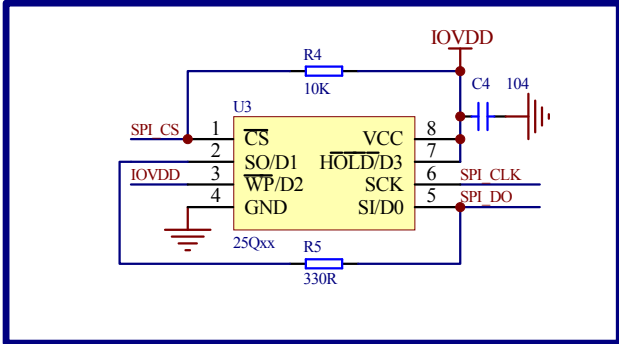 IOVDD
R4
10K
C4 104
U3
SPI_CS 1 CS VCC 8
2 SO/D1 HOLD/D3 7
IOVDD 3 WP/D2 SCK 6 SPI_CLK
4 GND SI/D0 5 SPI_DO
25Qxx
R5
330R